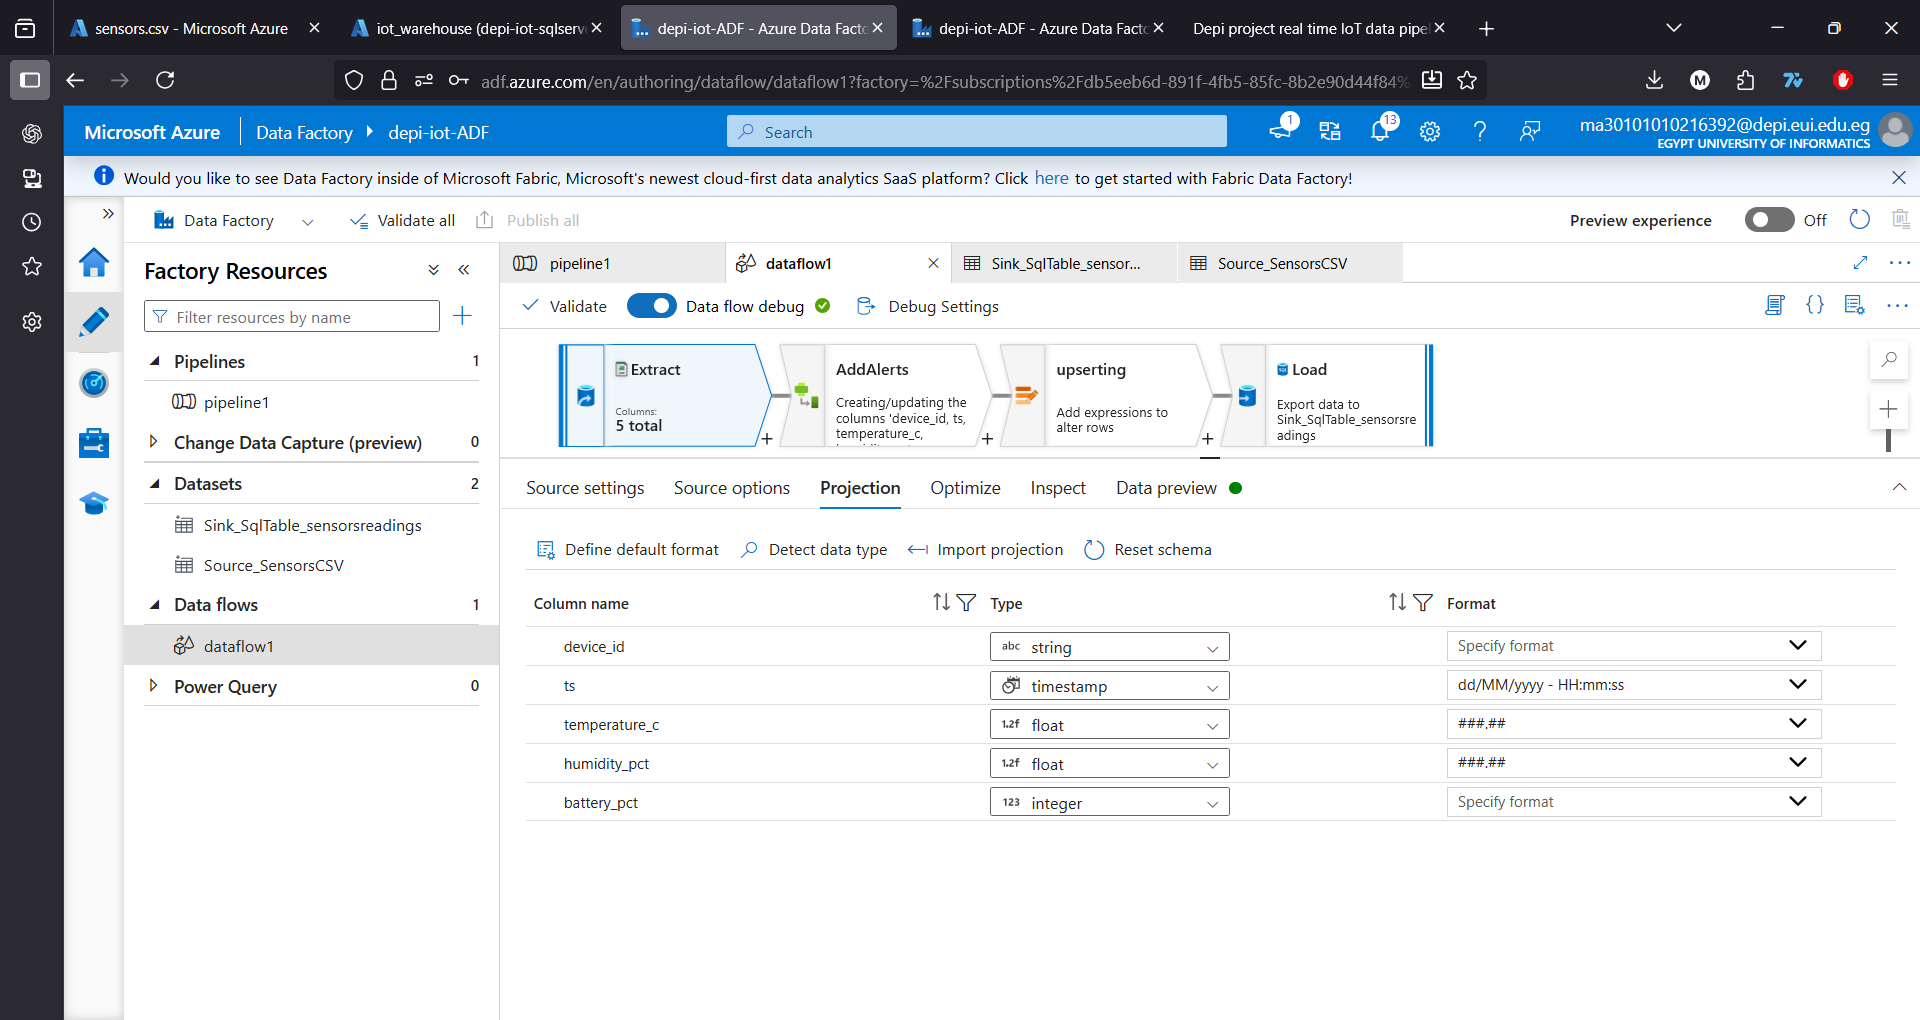 sensors.csv - Microsoft Azure
iot_warehouse (depi-iot-sqlserv
depi-iot-ADF - Azure Data Facto
depi-iot-ADF - Azure Data Facto
Depi project real time IoT data pipel
adf.azure.com/en/authoring/dataflow/dataflow1?factory=%2Fsubscriptions%2Fdb5eeb6d-891f-4fb5-85fc-8b2e90d44f84%
M
Microsoft Azure
Data Factory
depi-iot-ADF
Search
1
13
ma30101010216392@depi.eui.edu.eg
EGYPT UNIVERSITY OF INFORMATICS
Would you like to see Data Factory inside of Microsoft Fabric, Microsoft's newest cloud-first data analytics SaaS platform? Click here to get started with Fabric Data Factory!
Data Factory
Validate all
Publish all
Preview experience
Off
Factory Resources
Filter resources by name
Pipelines
1
pipeline1
Change Data Capture (preview)
0
Datasets
2
Sink_SqlTable_sensorsreadings
Source_SensorsCSV
Data flows
1
dataflow1
Power Query
0
pipeline1
dataflow1
Sink_SqlTable_sensor...
Source_SensorsCSV
Validate
Data flow debug
Debug Settings
Extract
Columns:
5 total
AddAlerts
Creating/updating the
columns 'device_id, ts,
temperature_c,
upserting
Add expressions to
alter rows
Load
Export data to
Sink_SqlTable_sensorsre
adings
Source settings
Source options
Projection
Optimize
Inspect
Data preview
Define default format
Detect data type
Import projection
Reset schema
Column name
Type
Format
device_id
abc string
Specify format
ts
timestamp
dd/MM/yyyy - HH:mm:ss
temperature_c
1.2f float
###.##
humidity_pct
1.2f float
###.##
battery_pct
123 integer
Specify format